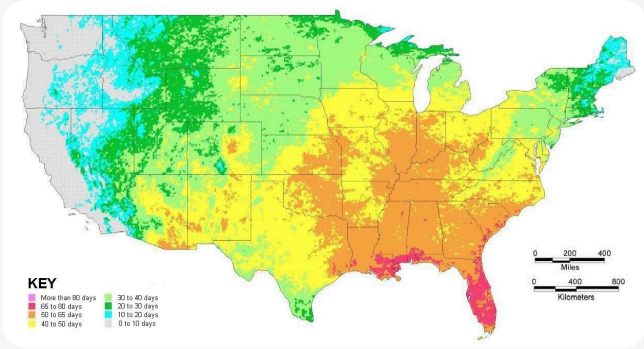 KEY
More than 80 days
65 to 80 days
50 to 65 days
40 to 50 days
30 to 40 days
20 to 30 days
10 to 20 days
0 to 10 days
0 200 400
Miles
0 400 800
Kilometers